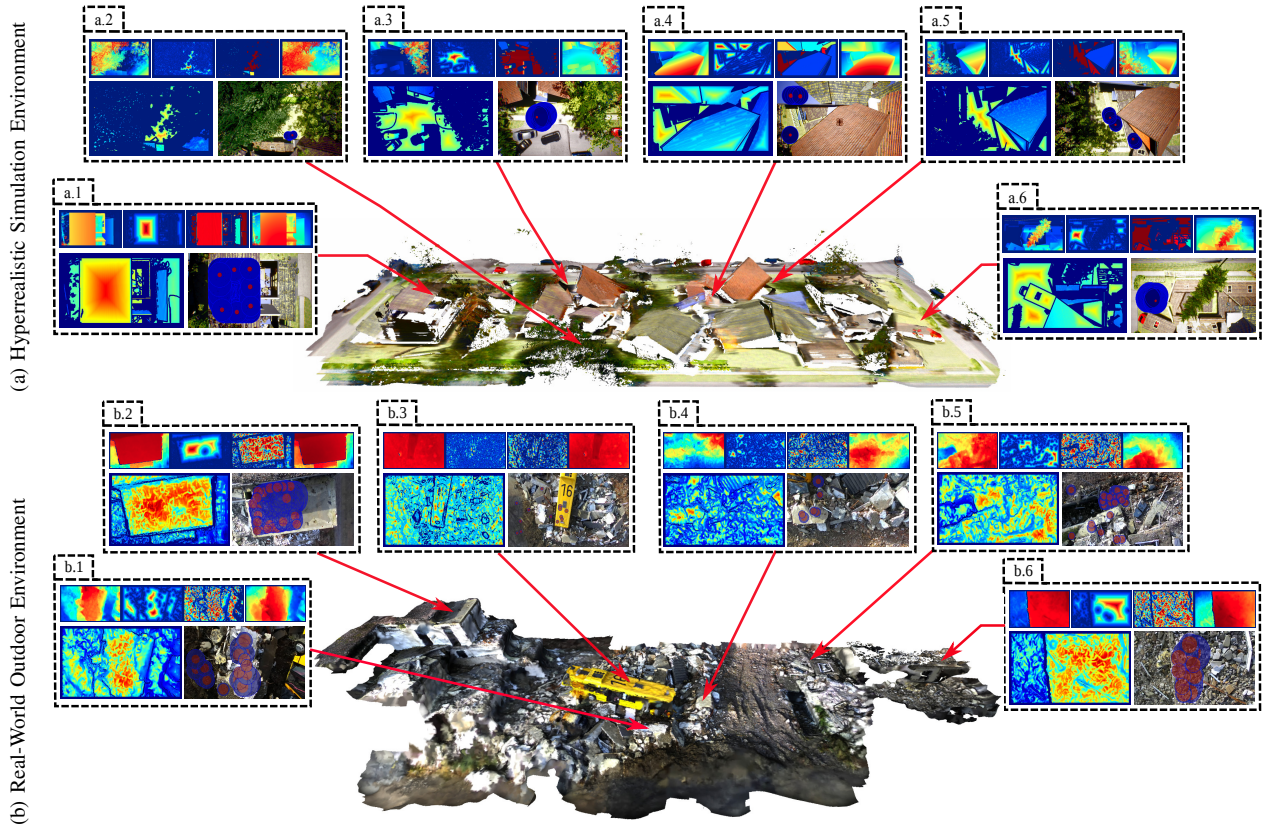 (a) Hyperrealistic Simulation Environment
a.2
a.3
a.4
a.5
a.1
a.6
(b) Real-World Outdoor Environment
b.2
b.3
b.4
b.5
16
b.1
b.6